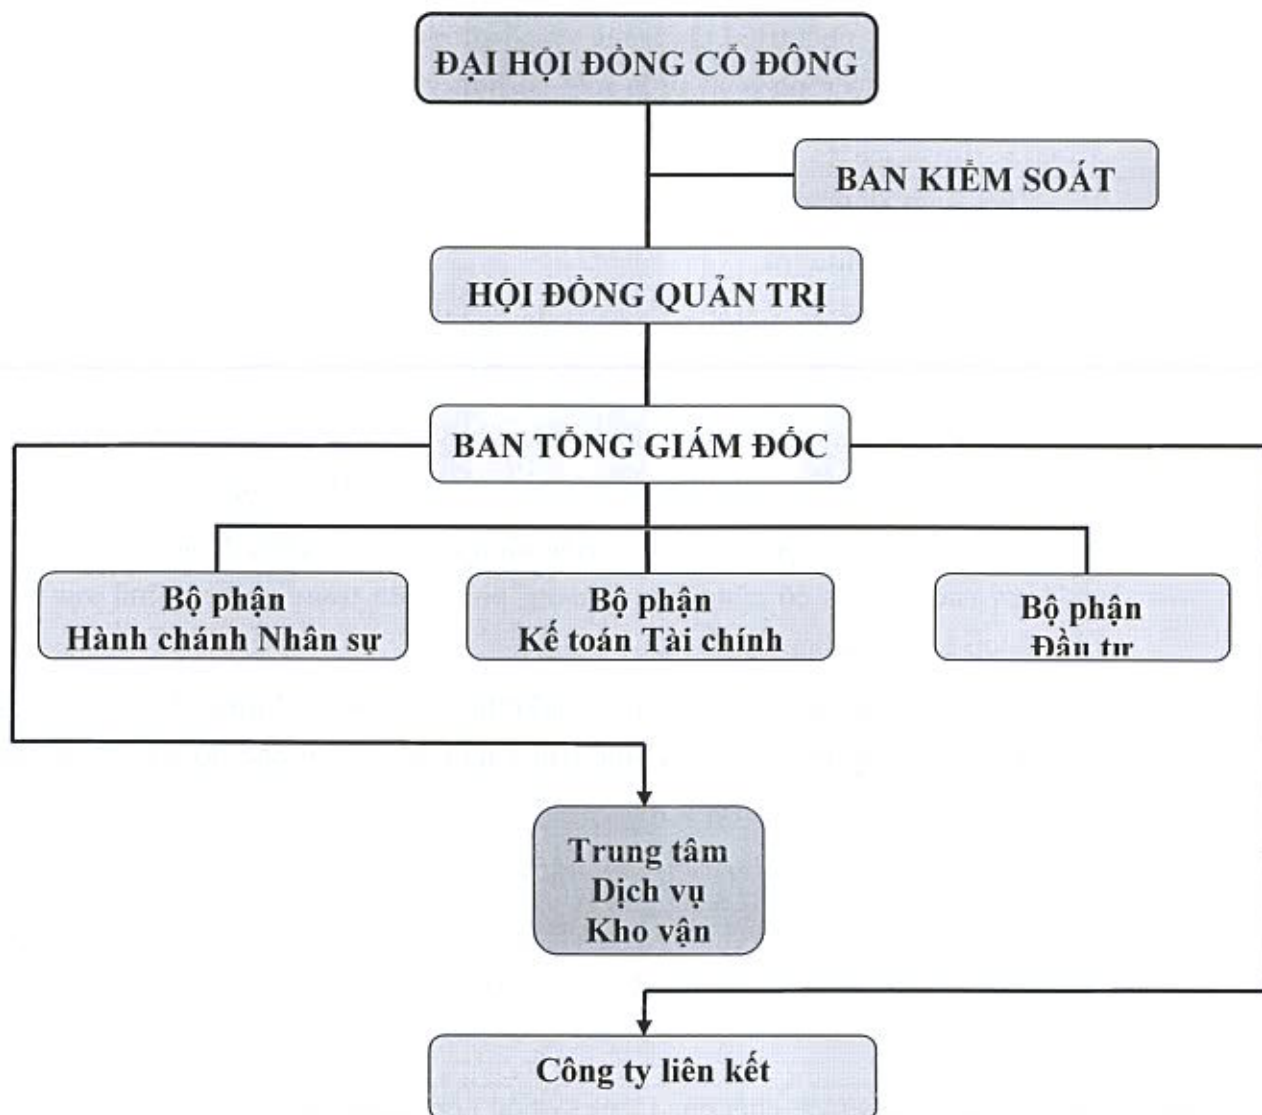 ĐẠI HỘI ĐỒNG CỔ ĐÔNG
BAN KIỂM SOÁT
HỘI ĐỒNG QUẢN TRỊ
BAN TỔNG GIÁM ĐỐC
Bộ phận
Hành chánh Nhân sự
Bộ phận
Kế toán Tài chính
Bộ phận
Đầu tư
Trung tâm
Dịch vụ
Kho vận
Công ty liên kết